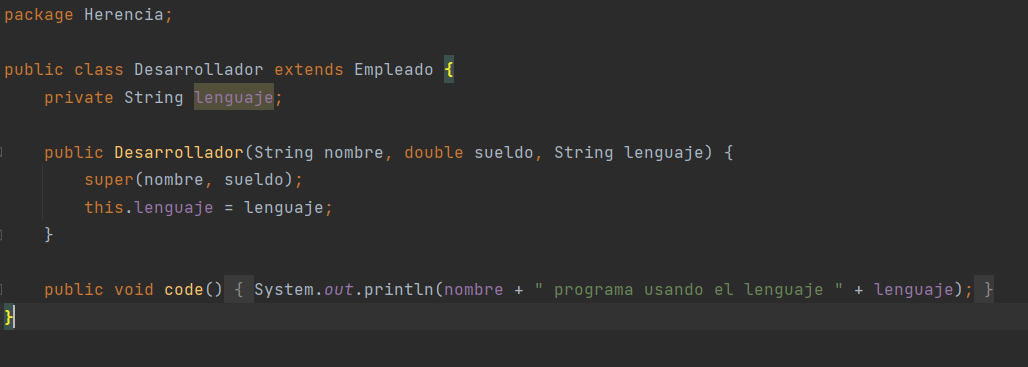 package Herencia;
public class Desarrollador extends Empleado {
private String lenguaje;
public Desarrollador(String nombre, double sueldo, String lenguaje) {
super(nombre, sueldo);
this.lenguaje = lenguaje;
}
public void code() { System.out.println(nombre + " programa usando el lenguaje " + lenguaje); }
}